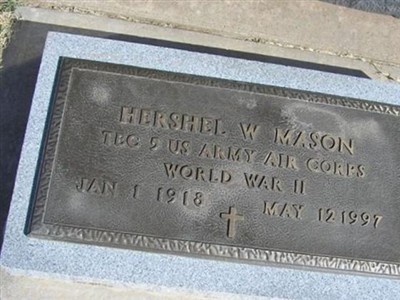 HERSHEL W MASON
TEC 5 US ARMY AIR CORPS
WORLD WAR II
JAN 1 1918 MAY 12 1997